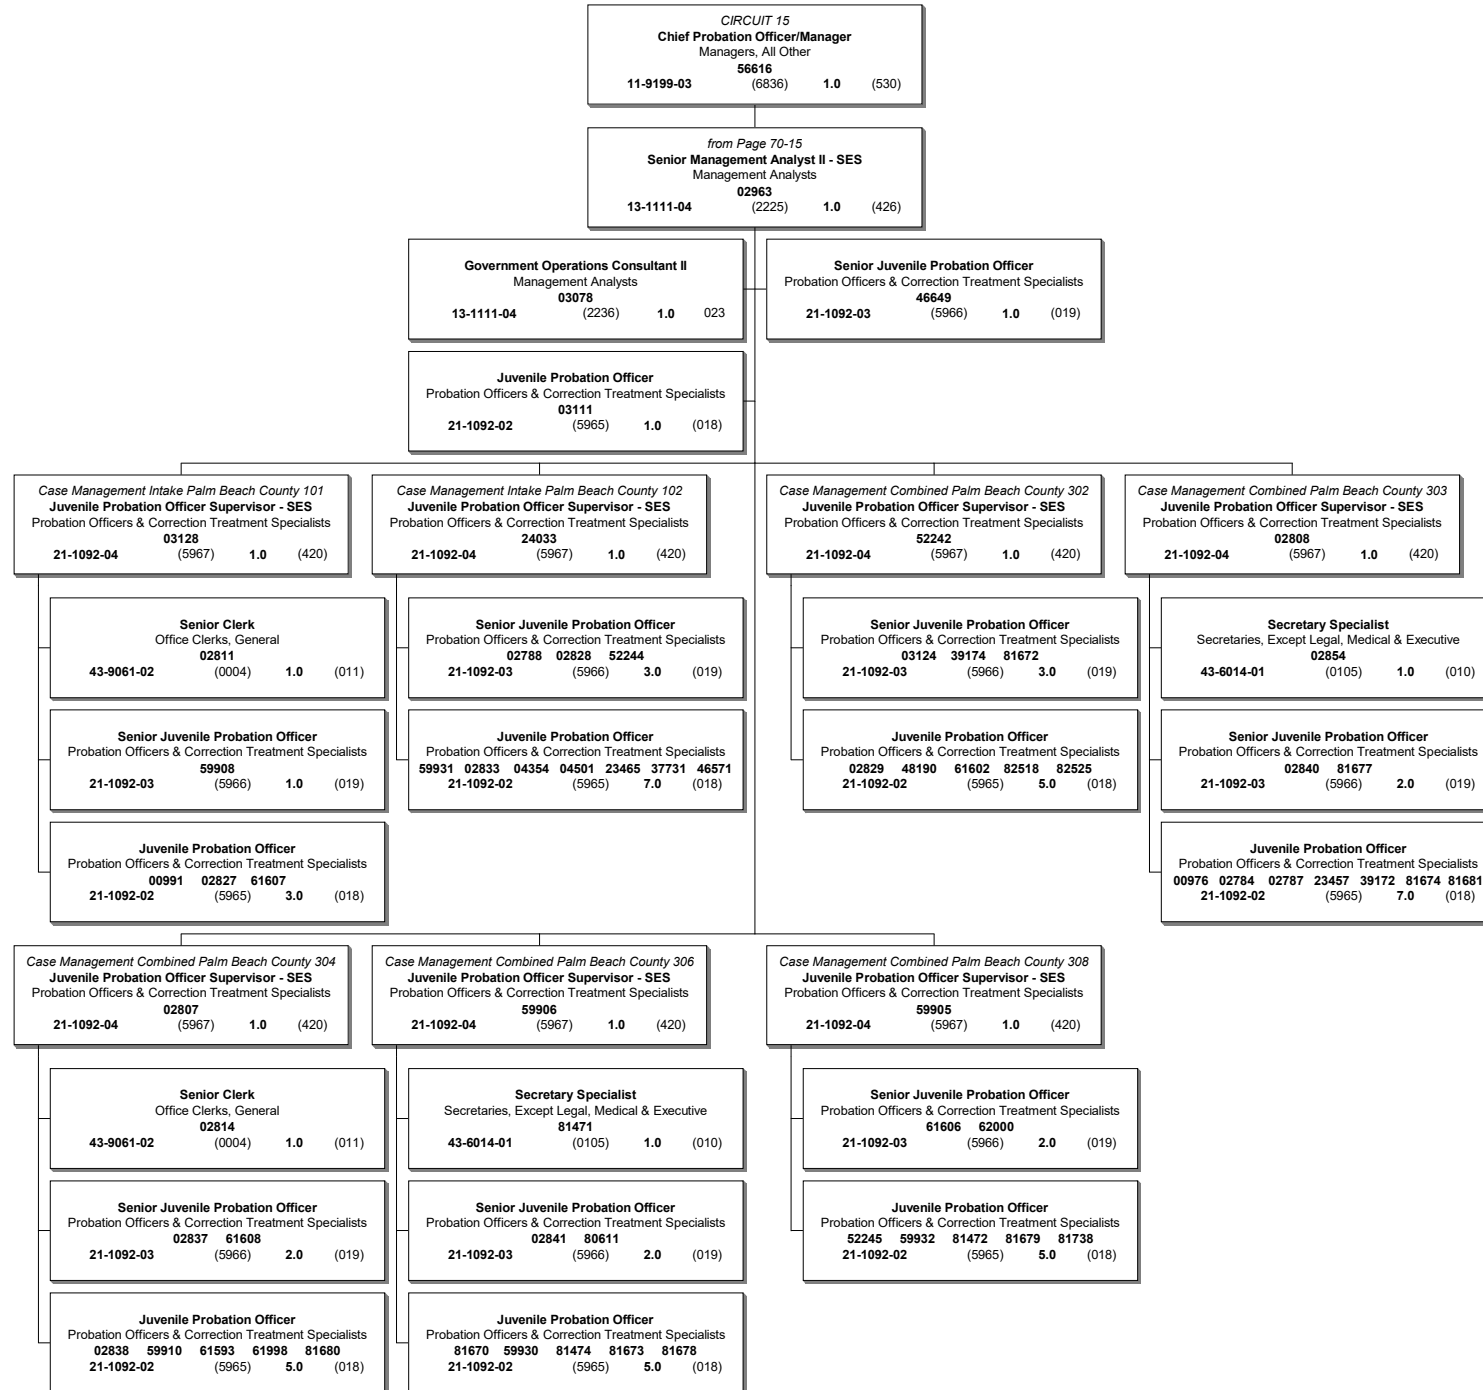 CIRCUIT 15
Chief Probation Officer/Manager
Managers, All Other
56616
11-9199-03 (6836) 1.0 (530)
from Page 70-15
Senior Management Analyst II - SES
Management Analysts
02963
13-1111-04 (2225) 1.0 (426)
Government Operations Consultant II
Management Analysts
03078
13-1111-04 (2236) 1.0 023
Senior Juvenile Probation Officer
Probation Officers & Correction Treatment Specialists
46649
21-1092-03 (5966) 1.0 (019)
Juvenile Probation Officer
Probation Officers & Correction Treatment Specialists
03111
21-1092-02 (5965) 1.0 (018)
Case Management Intake Palm Beach County 101
Juvenile Probation Officer Supervisor - SES
Probation Officers & Correction Treatment Specialists
03128
21-1092-04 (5967) 1.0 (420)
Senior Clerk
Office Clerks, General
02811
43-9061-02 (0004) 1.0 (011)
Senior Juvenile Probation Officer
Probation Officers & Correction Treatment Specialists
59908
21-1092-03 (5966) 1.0 (019)
Juvenile Probation Officer
Probation Officers & Correction Treatment Specialists
00991 02827 61607
21-1092-02 (5965) 3.0 (018)
Case Management Intake Palm Beach County 102
Juvenile Probation Officer Supervisor - SES
Probation Officers & Correction Treatment Specialists
24033
21-1092-04 (5967) 1.0 (420)
Senior Juvenile Probation Officer
Probation Officers & Correction Treatment Specialists
02788 02828 52244
21-1092-03 (5966) 3.0 (019)
Juvenile Probation Officer
Probation Officers & Correction Treatment Specialists
59931 02833 04354 04501 23465 37731 46571
21-1092-02 (5965) 7.0 (018)
Case Management Combined Palm Beach County 302
Juvenile Probation Officer Supervisor - SES
Probation Officers & Correction Treatment Specialists
52242
21-1092-04 (5967) 1.0 (420)
Senior Juvenile Probation Officer
Probation Officers & Correction Treatment Specialists
03124 39174 81672
21-1092-03 (5966) 3.0 (019)
Juvenile Probation Officer
Probation Officers & Correction Treatment Specialists
02829 48190 61602 82518 82525
21-1092-02 (5965) 5.0 (018)
Case Management Combined Palm Beach County 303
Juvenile Probation Officer Supervisor - SES
Probation Officers & Correction Treatment Specialists
02808
21-1092-04 (5967) 1.0 (420)
Secretary Specialist
Secretaries, Except Legal, Medical & Executive
02854
43-6014-01 (0105) 1.0 (010)
Senior Juvenile Probation Officer
Probation Officers & Correction Treatment Specialists
02840 81677
21-1092-03 (5966) 2.0 (019)
Juvenile Probation Officer
Probation Officers & Correction Treatment Specialists
00976 02784 02787 23457 39172 81674 81681
21-1092-02 (5965) 7.0 (018)
Case Management Combined Palm Beach County 304
Juvenile Probation Officer Supervisor - SES
Probation Officers & Correction Treatment Specialists
02807
21-1092-04 (5967) 1.0 (420)
Senior Clerk
Office Clerks, General
02814
43-9061-02 (0004) 1.0 (011)
Senior Juvenile Probation Officer
Probation Officers & Correction Treatment Specialists
02837 61608
21-1092-03 (5966) 2.0 (019)
Juvenile Probation Officer
Probation Officers & Correction Treatment Specialists
02838 59910 61593 61998 81680
21-1092-02 (5965) 5.0 (018)
Case Management Combined Palm Beach County 306
Juvenile Probation Officer Supervisor - SES
Probation Officers & Correction Treatment Specialists
59906
21-1092-04 (5967) 1.0 (420)
Secretary Specialist
Secretaries, Except Legal, Medical & Executive
81471
43-6014-01 (0105) 1.0 (010)
Senior Juvenile Probation Officer
Probation Officers & Correction Treatment Specialists
02841 80611
21-1092-03 (5966) 2.0 (019)
Juvenile Probation Officer
Probation Officers & Correction Treatment Specialists
81670 59930 81474 81673 81678
21-1092-02 (5965) 5.0 (018)
Case Management Combined Palm Beach County 308
Juvenile Probation Officer Supervisor - SES
Probation Officers & Correction Treatment Specialists
59905
21-1092-04 (5967) 1.0 (420)
Senior Juvenile Probation Officer
Probation Officers & Correction Treatment Specialists
61606 62000
21-1092-03 (5966) 2.0 (019)
Juvenile Probation Officer
Probation Officers & Correction Treatment Specialists
52245 59932 81472 81679 81738
21-1092-02 (5965) 5.0 (018)